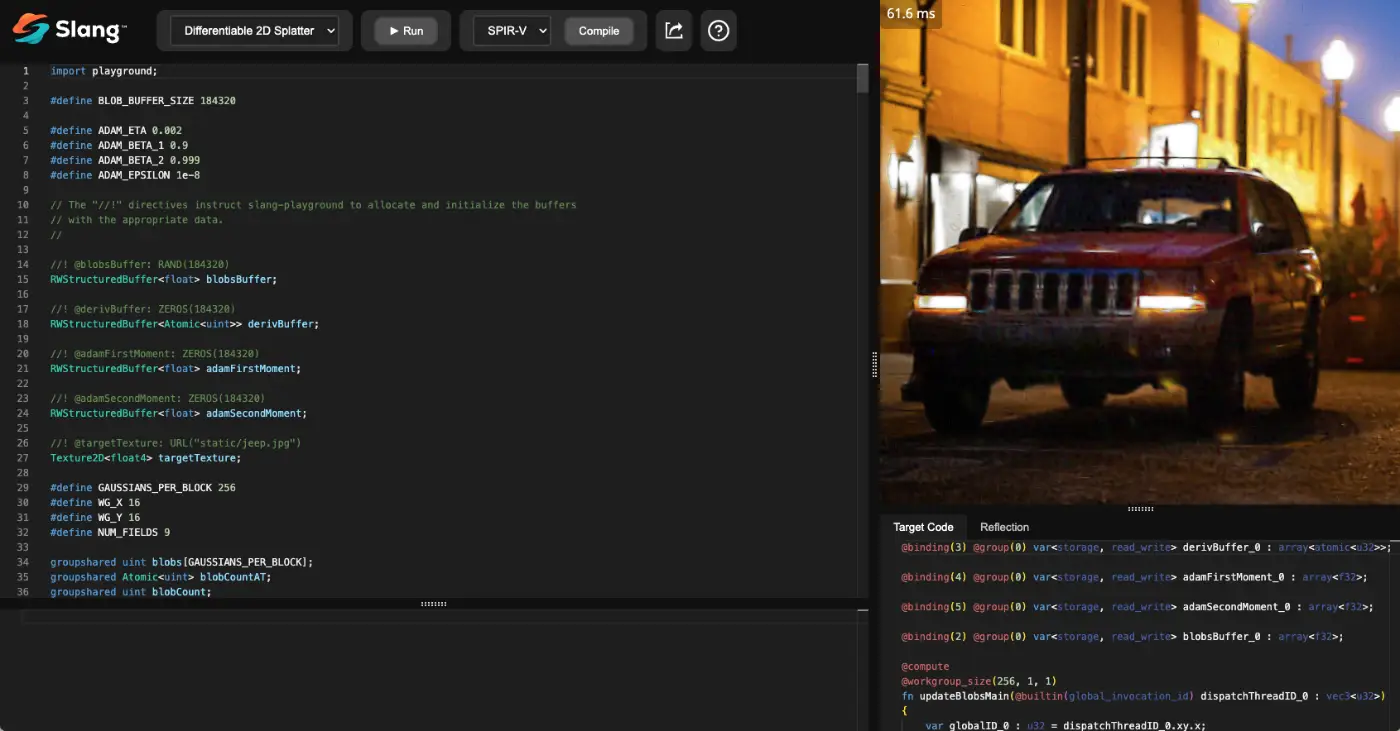 Slang™
Differentiable 2D Splatter
Run
SPIR-V
Compile
61.6 ms
1 import playground;
2
3 #define BLOB_BUFFER_SIZE 184320
4
5 #define ADAM_ETA 0.002
6 #define ADAM_BETA_1 0.9
7 #define ADAM_BETA_2 0.999
8 #define ADAM_EPSILON 1e-8
9
10 // The "//!" directives instruct slang-playground to allocate and initialize the buffers
11 // with the appropriate data.
12 //
13
14 //! @blobsBuffer: RAND(184320)
15 RWStructuredBuffer<float> blobsBuffer;
16
17 //! @derivBuffer: ZEROS(184320)
18 RWStructuredBuffer<Atomic<uint>> derivBuffer;
19
20 //! @adamFirstMoment: ZEROS(184320)
21 RWStructuredBuffer<float> adamFirstMoment;
22
23 //! @adamSecondMoment: ZEROS(184320)
24 RWStructuredBuffer<float> adamSecondMoment;
25
26 //! @targetTexture: URL("static/jeep.jpg")
27 Texture2D<float4> targetTexture;
28
29 #define GAUSSIANS_PER_BLOCK 256
30 #define WG_X 16
31 #define WG_Y 16
32 #define NUM_FIELDS 9
33
34 groupshared uint blobs[GAUSSIANS_PER_BLOCK];
35 groupshared Atomic<uint> blobCountAT;
36 groupshared uint blobCount;
Target Code
Reflection
@binding(3) @group(0) var<storage, read_write> derivBuffer_0 : array<atomic<u32>>;
@binding(4) @group(0) var<storage, read_write> adamFirstMoment_0 : array<f32>;
@binding(5) @group(0) var<storage, read_write> adamSecondMoment_0 : array<f32>;
@binding(2) @group(0) var<storage, read_write> blobsBuffer_0 : array<f32>;
@compute
@workgroup_size(256, 1, 1)
fn updateBlobsMain(@builtin(global_invocation_id) dispatchThreadID_0 : vec3<u32>)
{
var globalID_0 : u32 = dispatchThreadID_0.xy.x;